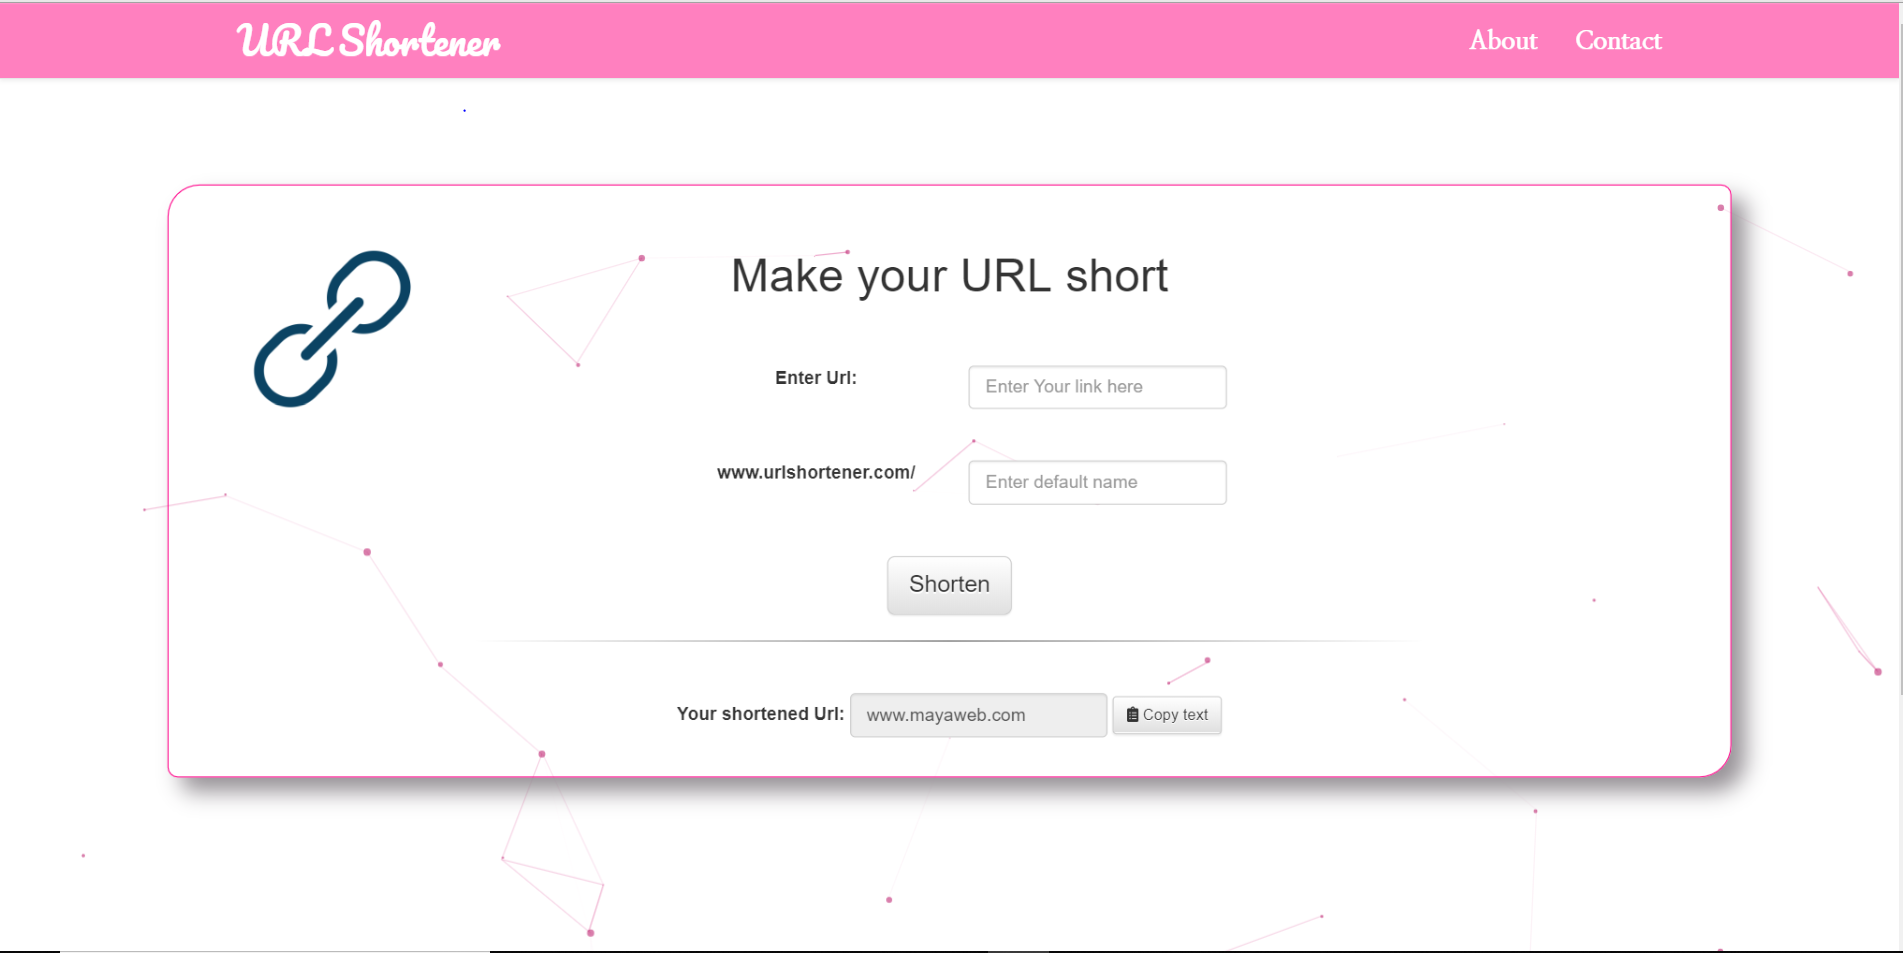 URL Shortener About Contact
Make your URL short
Enter Url: Enter Your link here
www.urlshortener.com/ Enter default name
Shorten
Your shortened Url: www.mayaweb.com Copy text